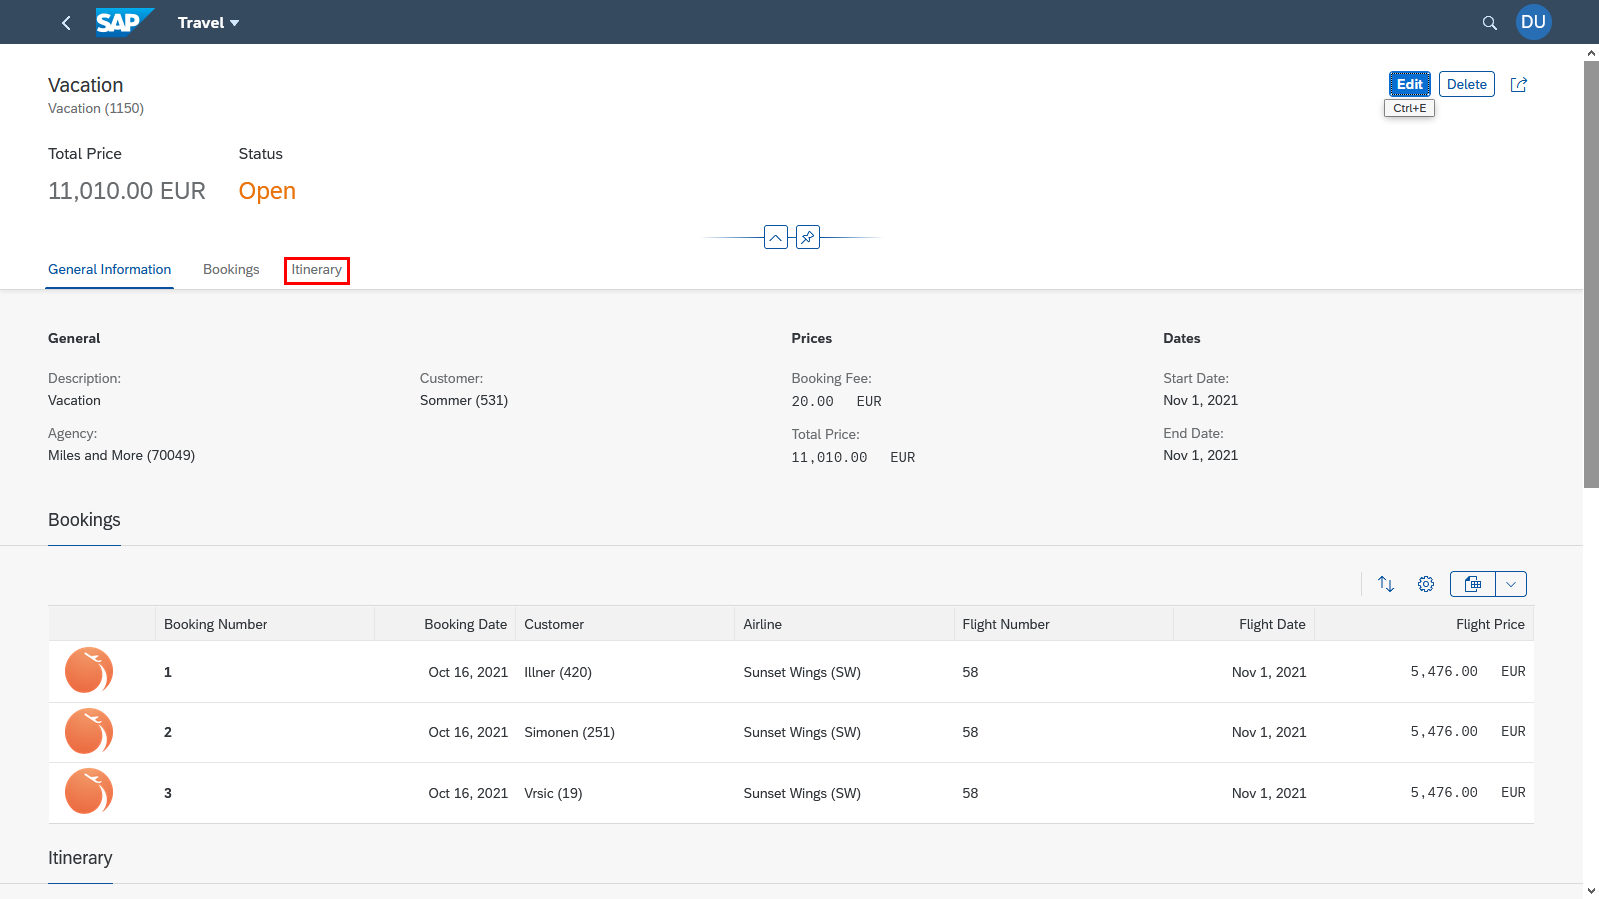 SAP Travel DU
Vacation Edit Delete
Vacation (1150) Ctrl+E
Total Price Status
11,010.00 EUR Open
General Information Bookings Itinerary
General Prices Dates
Description: Customer: Booking Fee: Start Date:
Vacation Sommer (531) 20.00 EUR Nov 1, 2021
Agency: Total Price: End Date:
Miles and More (70049) 11,010.00 EUR Nov 1, 2021
Bookings
Booking Number Booking Date Customer Airline Flight Number Flight Date Flight Price
1 Oct 16, 2021 Illner (420) Sunset Wings (SW) 58 Nov 1, 2021 5,476.00 EUR
2 Oct 16, 2021 Simonen (251) Sunset Wings (SW) 58 Nov 1, 2021 5,476.00 EUR
3 Oct 16, 2021 Vrsic (19) Sunset Wings (SW) 58 Nov 1, 2021 5,476.00 EUR
Itinerary